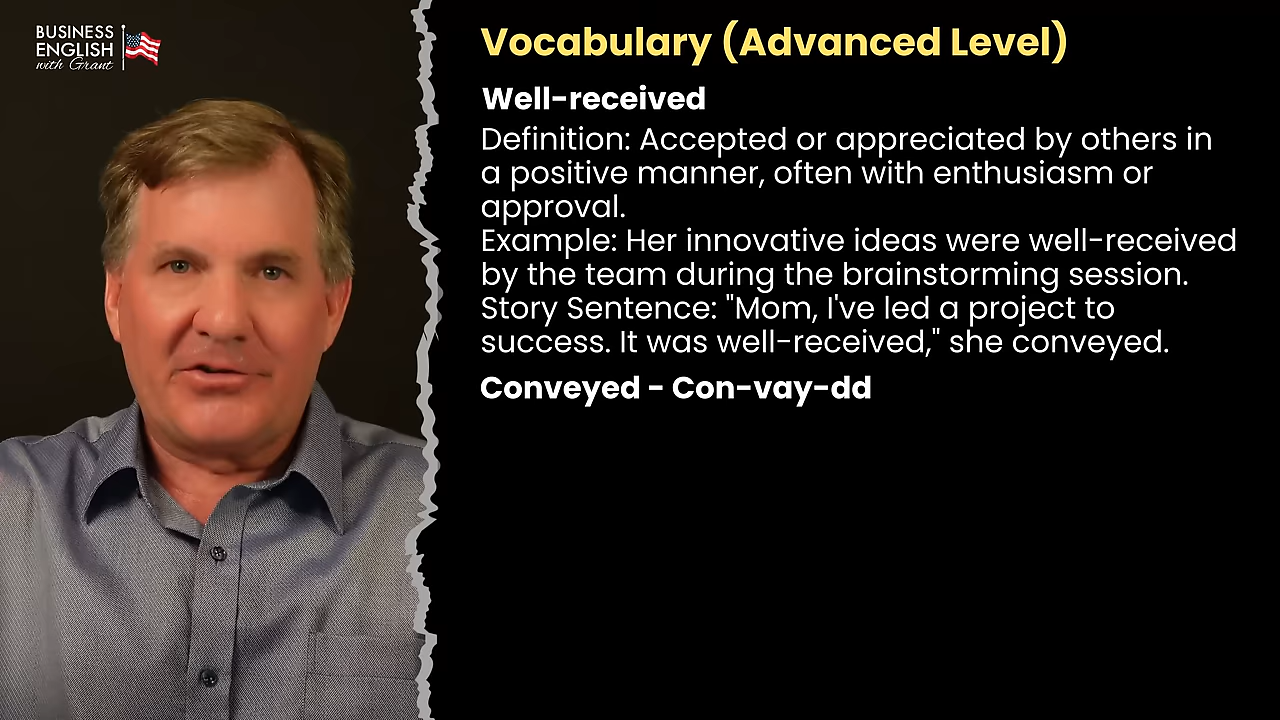 BUSINESS
ENGLISH
with Grant
Vocabulary (Advanced Level)
Well-received
Definition: Accepted or appreciated by others in
a positive manner, often with enthusiasm or
approval.
Example: Her innovative ideas were well-received
by the team during the brainstorming session.
Story Sentence: "Mom, I've led a project to
success. It was well-received," she conveyed.
Conveyed - Con-vay-dd